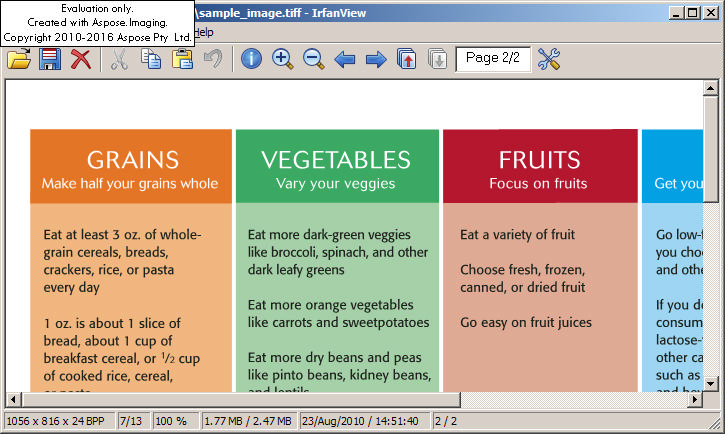 Evaluation only.
Created with Aspose.Imaging.
Copyright 2010-2016 Aspose Pty Ltd.
\sample_image.tiff - IrfanView
Help
Page 2/2
GRAINS
Make half your grains whole
Eat at least 3 oz. of whole-
grain cereals, breads,
crackers, rice, or pasta
every day
1 oz. is about 1 slice of
bread, about 1 cup of
breakfast cereal, or 1/2 cup
of cooked rice, cereal,
or pasta
VEGETABLES
Vary your veggies
Eat more dark-green veggies
like broccoli, spinach, and other
dark leafy greens
Eat more orange vegetables
like carrots and sweetpotatoes
Eat more dry beans and peas
like pinto beans, kidney beans,
and lentils
FRUITS
Focus on fruits
Eat a variety of fruit
Choose fresh, frozen,
canned, or dried fruit
Go easy on fruit juices
Get you
Go low-f
you choo
and othe
If you do
consum
lactose-
other ca
such as
and bev
1056 x 816 x 24 BPP
7/13
100 %
1.77 MB / 2.47 MB
23/Aug/2010 / 14:51:40
2 / 2